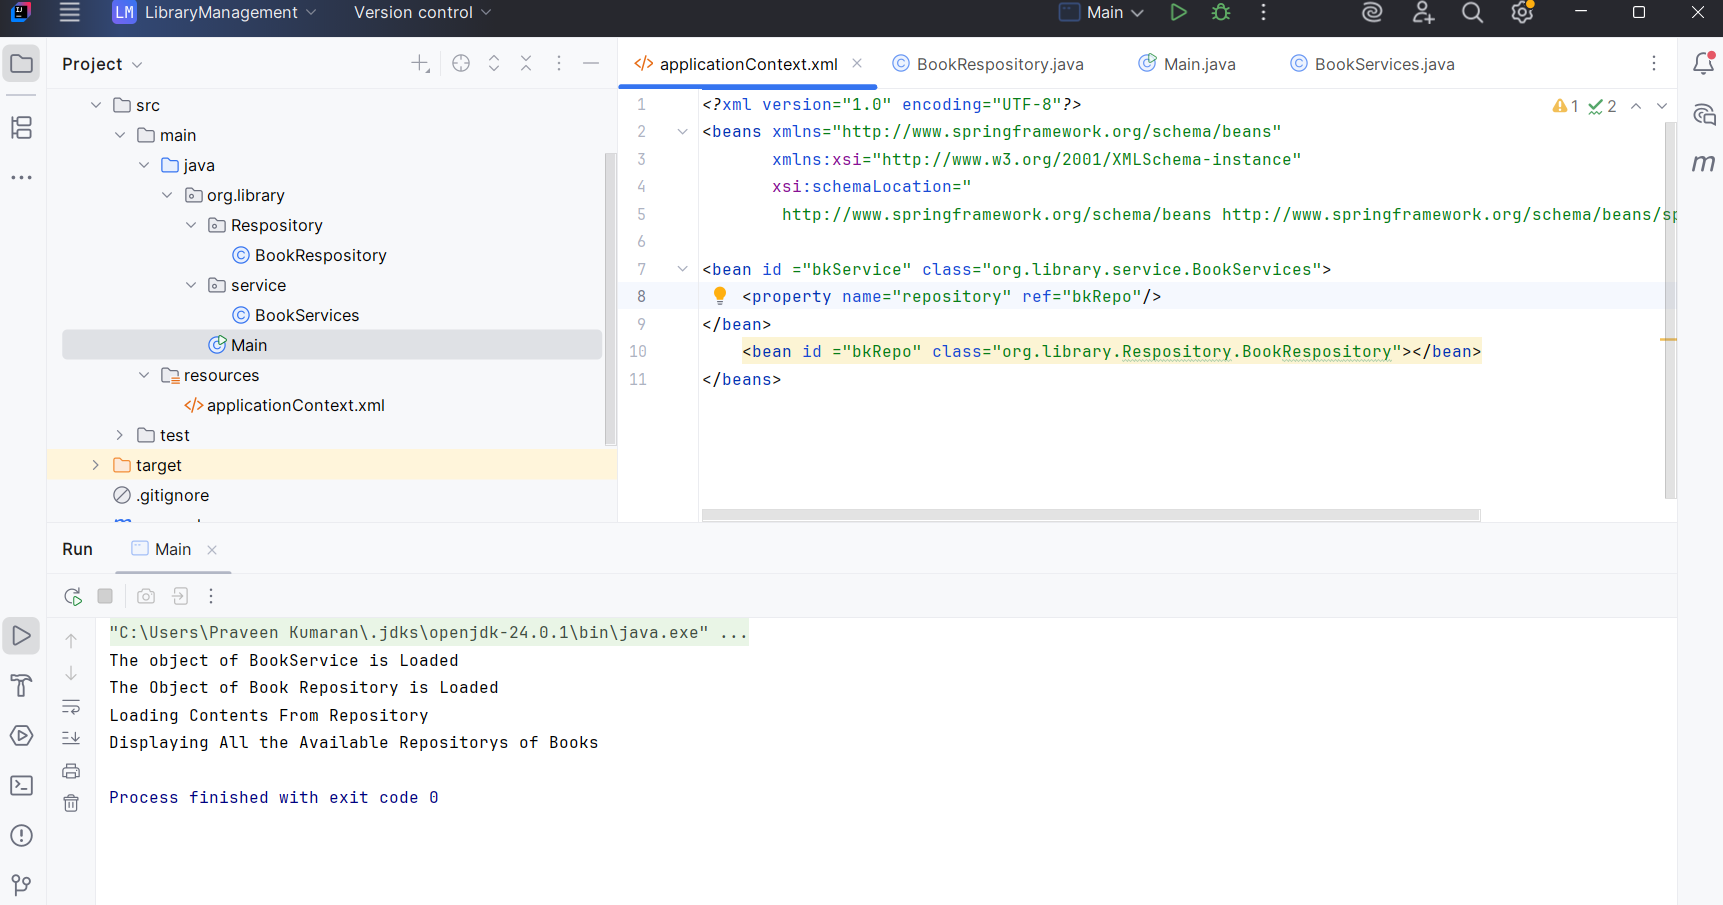 LM LibraryManagement Version control Main
Project
applicationContext.xml BookRespository.java Main.java BookServices.java
src
main
java
org.library
Respository
BookRespository
service
BookServices
Main
resources
applicationContext.xml
test
target
.gitignore
1 <?xml version="1.0" encoding="UTF-8"?>
2 <beans xmlns="http://www.springframework.org/schema/beans"
3 xmlns:xsi="http://www.w3.org/2001/XMLSchema-instance"
4 xsi:schemaLocation="
5 http://www.springframework.org/schema/beans http://www.springframework.org/schema/beans/sp
6
7 <bean id ="bkService" class="org.library.service.BookServices">
8 <property name="repository" ref="bkRepo"/>
9 </bean>
10 <bean id ="bkRepo" class="org.library.Respository.BookRespository"></bean>
11 </beans>
1 2
m
Run Main
"C:\Users\Praveen Kumaran\.jdks\openjdk-24.0.1\bin\java.exe" ...
The object of BookService is Loaded
The Object of Book Repository is Loaded
Loading Contents From Repository
Displaying All the Available Repositorys of Books
Process finished with exit code 0